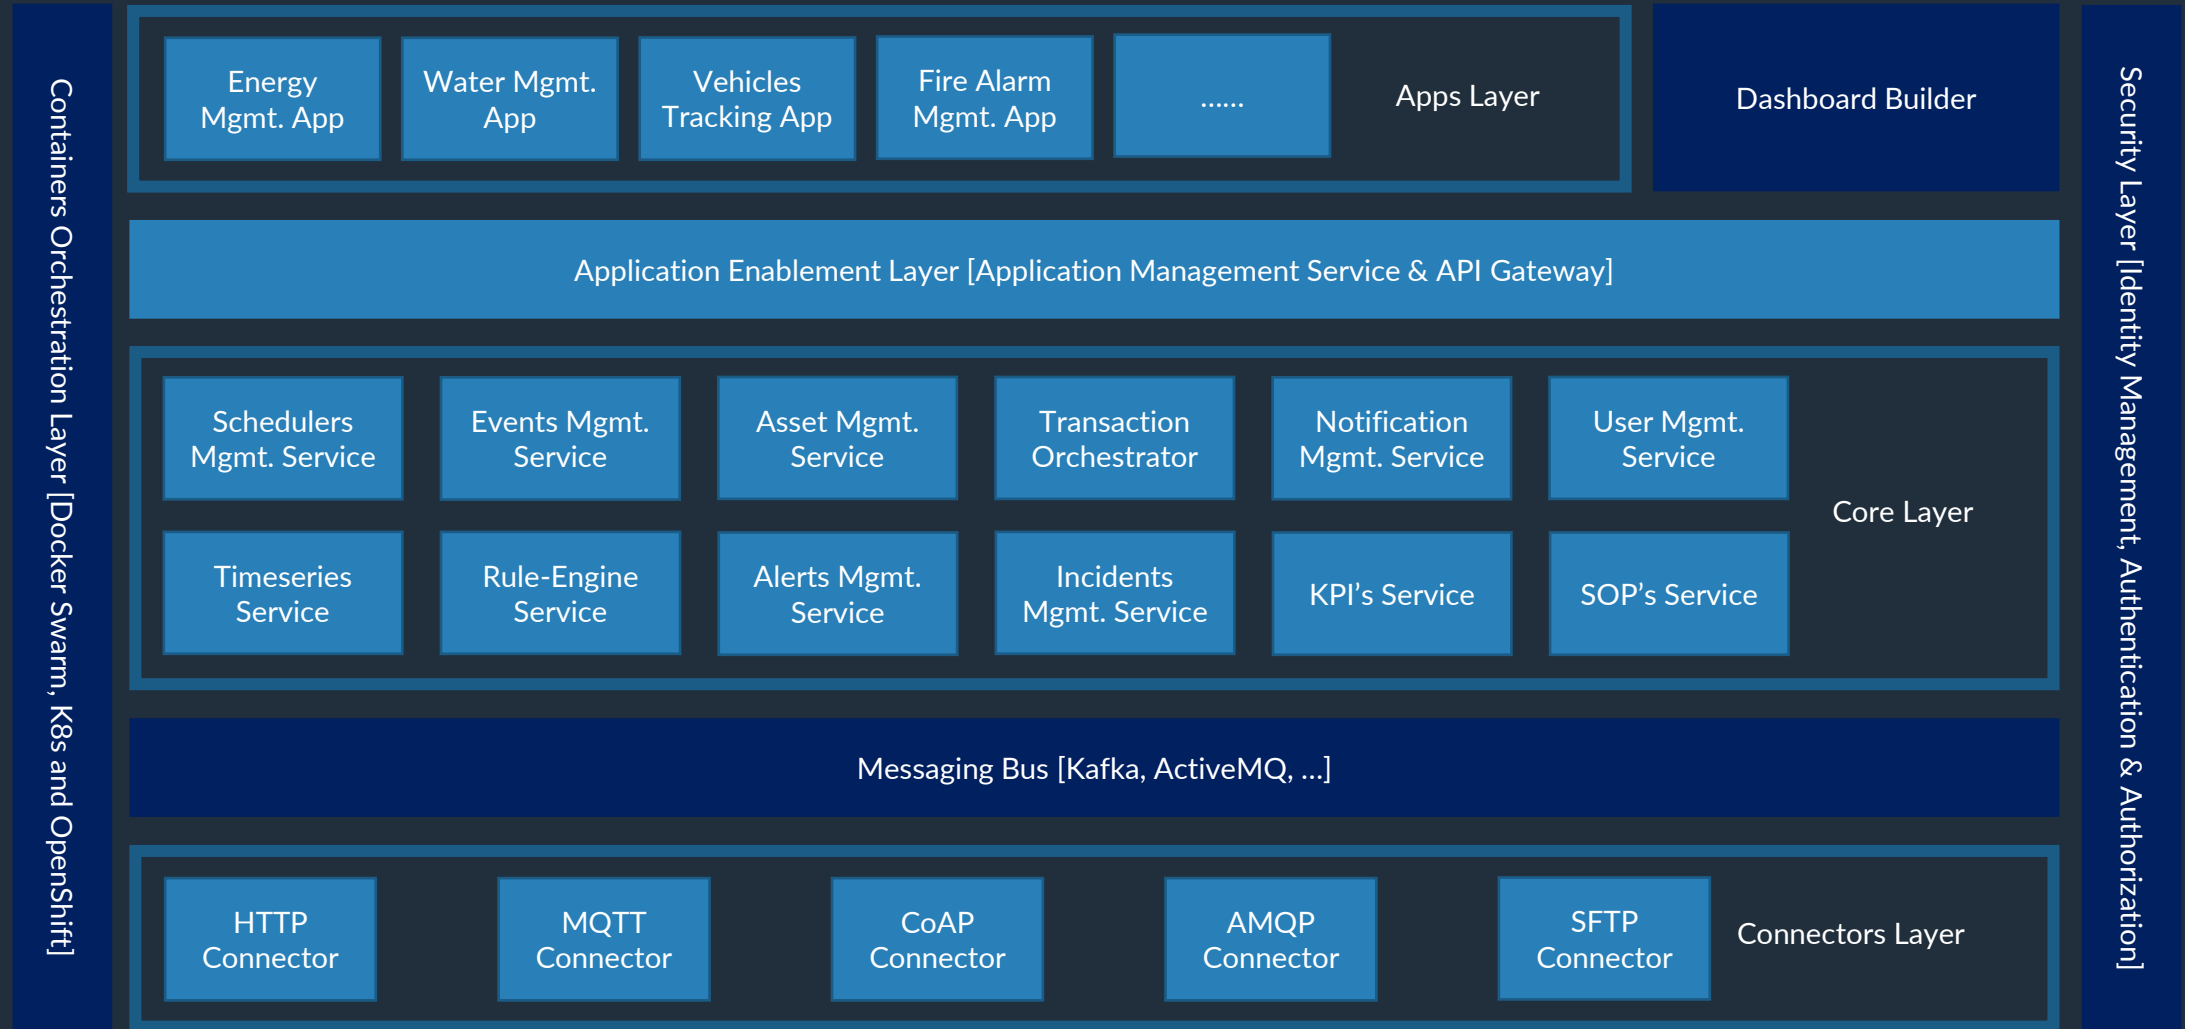 Containers Orchestration Layer [Docker Swarm, K8s and OpenShift]
Energy
Mgmt. App
Water Mgmt.
App
Vehicles
Tracking App
Fire Alarm
Mgmt. App
......
Apps Layer
Dashboard Builder
Application Enablement Layer [Application Management Service & API Gateway]
Schedulers
Mgmt. Service
Events Mgmt.
Service
Asset Mgmt.
Service
Transaction
Orchestrator
Notification
Mgmt. Service
User Mgmt.
Service
Timeseries
Service
Rule-Engine
Service
Alerts Mgmt.
Service
Incidents
Mgmt. Service
KPI’s Service
SOP’s Service
Core Layer
Messaging Bus [Kafka, ActiveMQ, ...]
HTTP
Connector
MQTT
Connector
CoAP
Connector
AMQP
Connector
SFTP
Connector
Connectors Layer
Security Layer [Identity Management, Authentication & Authorization]